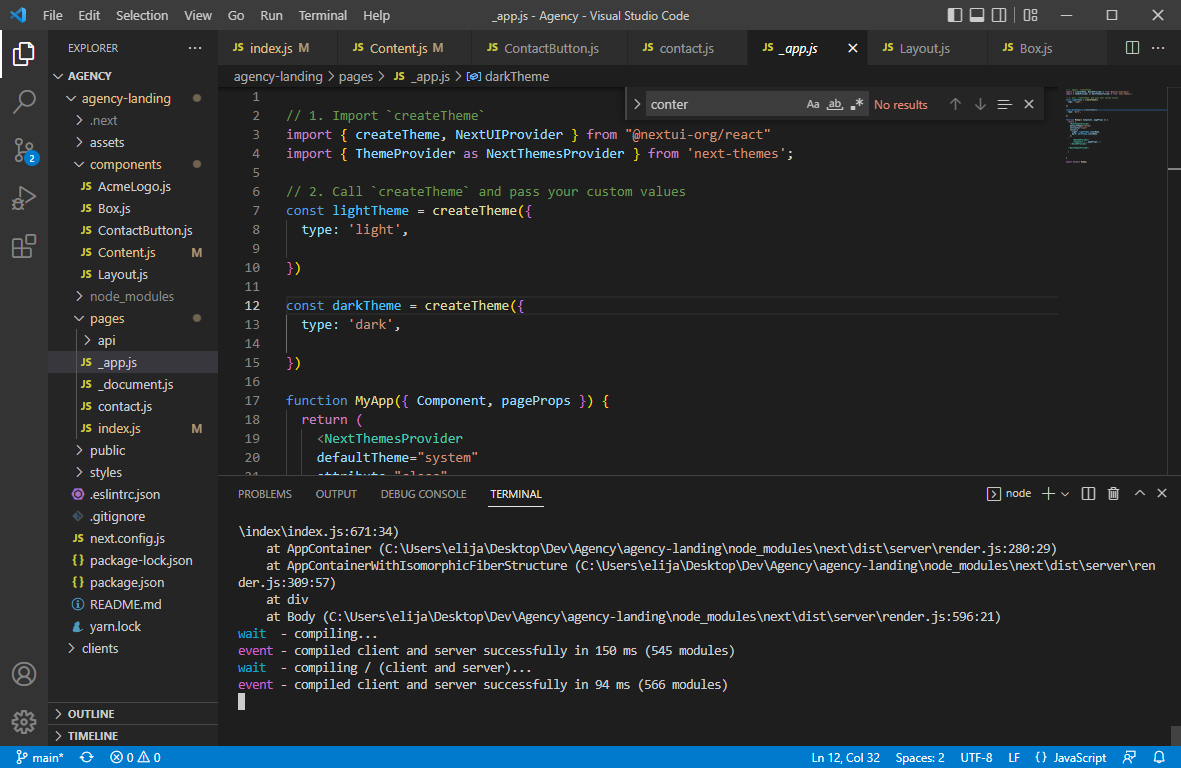 File Edit Selection View Go Run Terminal Help _app.js - Agency - Visual Studio Code
EXPLORER
AGENCY
agency-landing
.next
assets
components
JS AcmeLogo.js
JS Box.js
JS ContactButton.js
JS Content.js M
JS Layout.js
node_modules
pages
api
JS _app.js
JS _document.js
JS contact.js
JS index.js M
public
styles
.eslintrc.json
.gitignore
JS next.config.js
{} package-lock.json
{} package.json
README.md
yarn.lock
clients
OUTLINE
TIMELINE
2
JS index.js M JS Content.js M JS ContactButton.js JS contact.js JS _app.js JS Layout.js JS Box.js
agency-landing > pages > JS _app.js > darkTheme
conter Aa ab .* No results
1
2 // 1. Import `createTheme`
3 import { createTheme, NextUIProvider } from "@nextui-org/react"
4 import { ThemeProvider as NextThemesProvider } from 'next-themes';
5
6 // 2. Call `createTheme` and pass your custom values
7 const lightTheme = createTheme({
8 type: 'light',
9
10 })
11
12 const darkTheme = createTheme({
13 type: 'dark',
14
15 })
16
17 function MyApp({ Component, pageProps }) {
18 return (
19 <NextThemesProvider
20 defaultTheme="system"
21 attribute="class"
PROBLEMS OUTPUT DEBUG CONSOLE TERMINAL node
\index\index.js:671:34)
at AppContainer (C:\Users\elija\Desktop\Dev\Agency\agency-landing\node_modules\next\dist\server\render.js:280:29)
at AppContainerWithIsomorphicFiberStructure (C:\Users\elija\Desktop\Dev\Agency\agency-landing\node_modules\next\dist\server\ren
der.js:309:57)
at div
at Body (C:\Users\elija\Desktop\Dev\Agency\agency-landing\node_modules\next\dist\server\render.js:596:21)
wait - compiling...
event - compiled client and server successfully in 150 ms (545 modules)
wait - compiling / (client and server)...
event - compiled client and server successfully in 94 ms (566 modules)
main* 0 0 Ln 12, Col 32 Spaces: 2 UTF-8 LF {} JavaScript